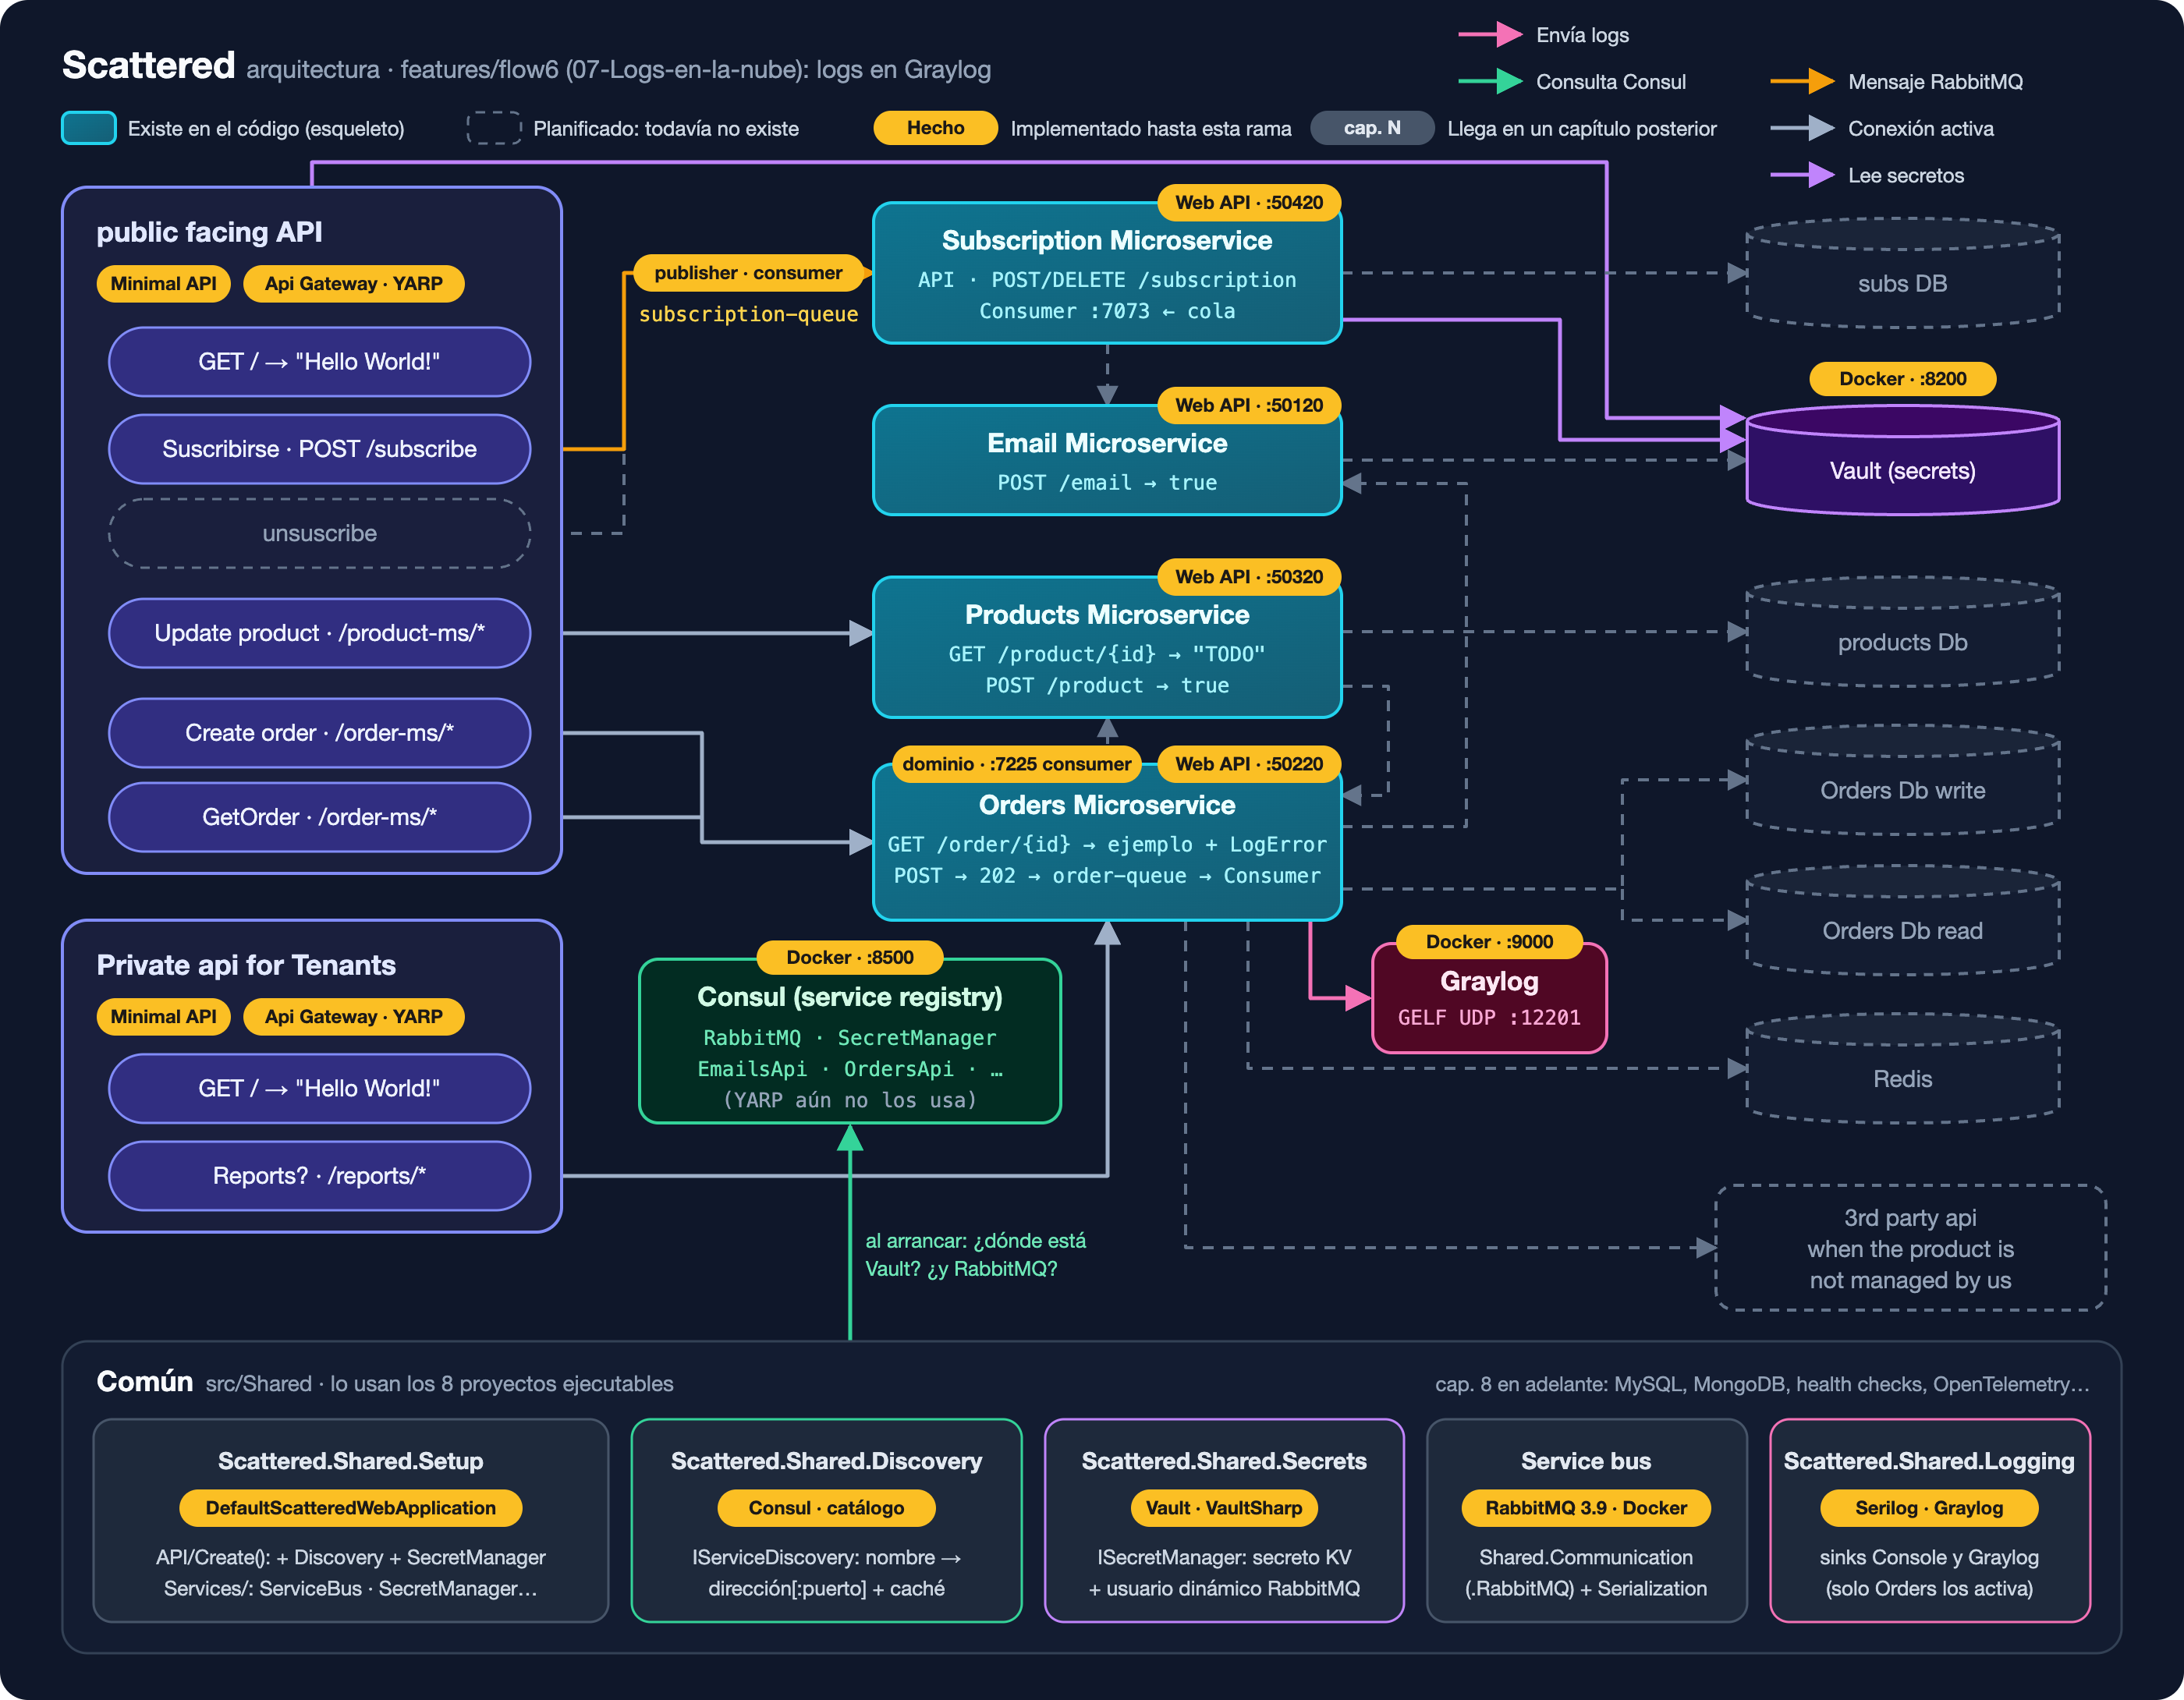 Scattered arquitectura · features/flow6 (07-Logs-en-la-nube): logs en Graylog
Envía logs
Consulta Consul
Mensaje RabbitMQ
Existe en el código (esqueleto)
Planificado: todavía no existe
Hecho
Implementado hasta esta rama
cap. N
Llega en un capítulo posterior
Conexión activa
Lee secretos
public facing API
Minimal API
Api Gateway · YARP
GET / → "Hello World!"
Suscribirse · POST /subscribe
unsuscribe
Update product · /product-ms/*
Create order · /order-ms/*
GetOrder · /order-ms/*
Private api for Tenants
Minimal API
Api Gateway · YARP
GET / → "Hello World!"
Reports? · /reports/*
publisher · consumer
subscription-queue
Web API · :50420
Subscription Microservice
API · POST/DELETE /subscription
Consumer :7073 ← cola
Web API · :50120
Email Microservice
POST /email → true
Web API · :50320
Products Microservice
GET /product/{id} → "TODO"
POST /product → true
dominio · :7225 consumer
Web API · :50220
Orders Microservice
GET /order/{id} → ejemplo + LogError
POST → 202 → order-queue → Consumer
Docker · :8500
Consul (service registry)
RabbitMQ · SecretManager
EmailsApi · OrdersApi · …
(YARP aún no los usa)
al arrancar: ¿dónde está
Vault? ¿y RabbitMQ?
Docker · :9000
Graylog
GELF UDP :12201
subs DB
Docker · :8200
Vault (secrets)
products Db
Orders Db write
Orders Db read
Redis
3rd party api
when the product is
not managed by us
Común src/Shared · lo usan los 8 proyectos ejecutables
cap. 8 en adelante: MySQL, MongoDB, health checks, OpenTelemetry…
Scattered.Shared.Setup
DefaultScatteredWebApplication
API/Create(): + Discovery + SecretManager
Services/: ServiceBus · SecretManager…
Scattered.Shared.Discovery
Consul · catálogo
IServiceDiscovery: nombre →
dirección[:puerto] + caché
Scattered.Shared.Secrets
Vault · VaultSharp
ISecretManager: secreto KV
+ usuario dinámico RabbitMQ
Service bus
RabbitMQ 3.9 · Docker
Shared.Communication
(.RabbitMQ) + Serialization
Scattered.Shared.Logging
Serilog · Graylog
sinks Console y Graylog
(solo Orders los activa)